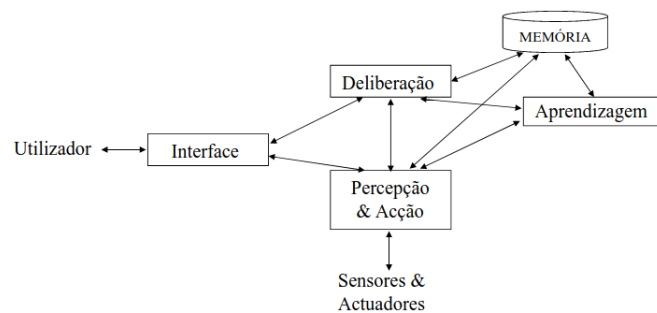 MEMÓRIA
Deliberação
Aprendizagem
Utilizador
Interface
Percepção
& Acção
Sensores &
Actuadores